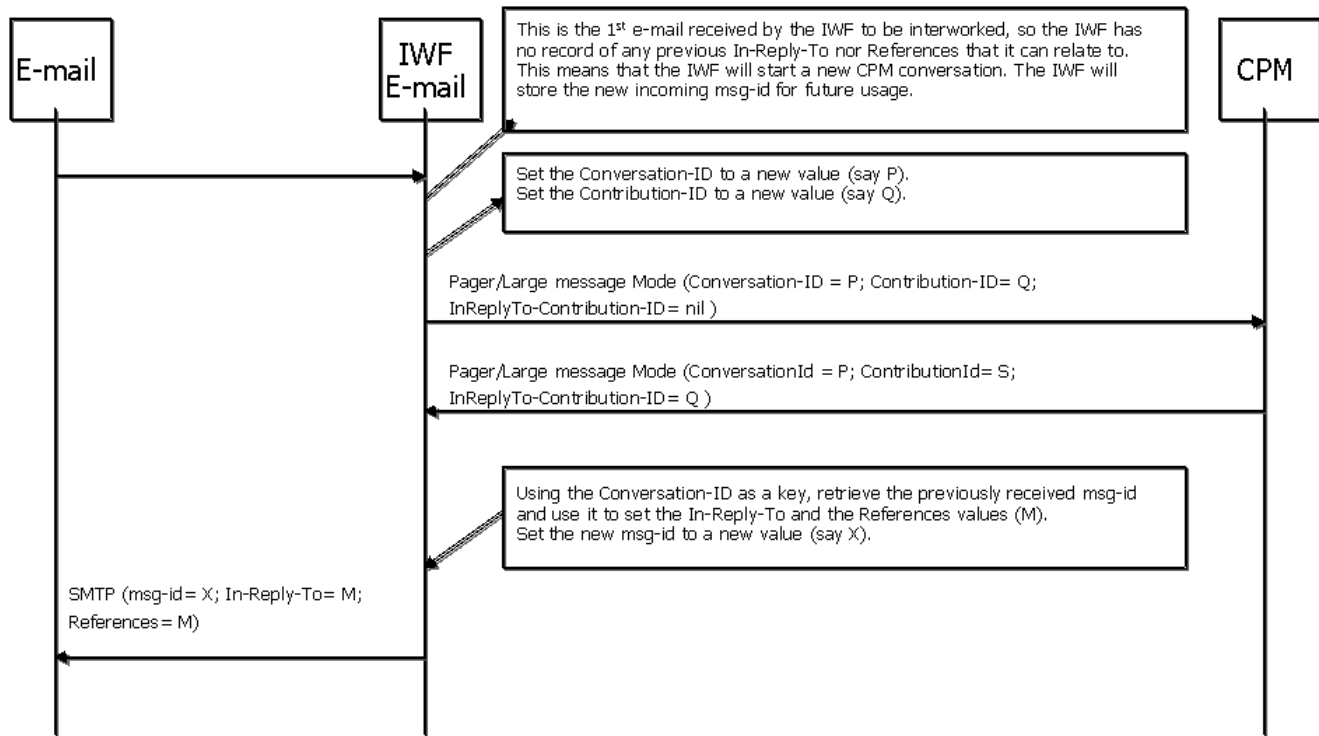 E-mail
IWF
E-mail
This is the 1st e-mail received by the IWF to be interworked, so the IWF has
no record of any previous In-Reply-To nor References that it can relate to.
This means that the IWF will start a new CPM conversation. The IWF will
store the new incoming msg-id for future usage.
CPM
Set the Conversation-ID to a new value (say P).
Set the Contribution-ID to a new value (say Q).
Pager/Large message Mode (Conversation-ID = P; Contribution-ID= Q;
InReplyTo-Contribution-ID= nil )
Pager/Large message Mode (ConversationId = P; ContributionId= S;
InReplyTo-Contribution-ID= Q )
Using the Conversation-ID as a key, retrieve the previously received msg-id
and use it to set the In-Reply-To and the References values (M).
Set the new msg-id to a new value (say X).
SMTP (msg-id= X; In-Reply-To= M;
References= M)